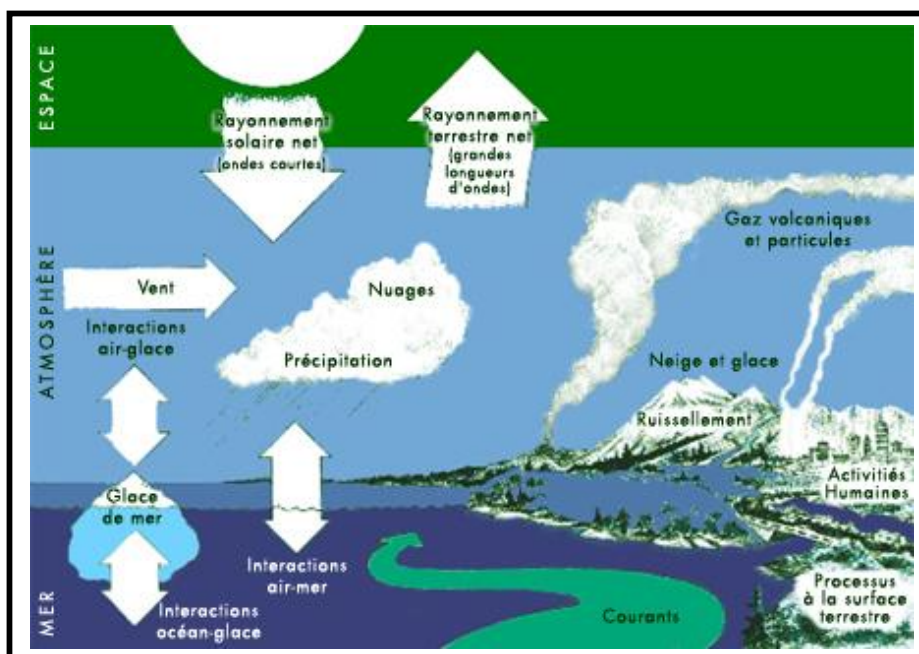 ESPACE
Rayonnement
solaire net
(ondes courtes)
Rayonnement
terrestre net
(grandes
longueurs
d'ondes)
ATMOSPHÈRE
Gaz volcaniques
et particules
Vent
Nuages
Interactions
air-glace
Précipitation
Neige et glace
Ruissellement
Activitiés
Humaines
MER
Glace
de mer
Interactions
air-mer
Interactions
océan-glace
Courants
Processus
à la surface
terrestre